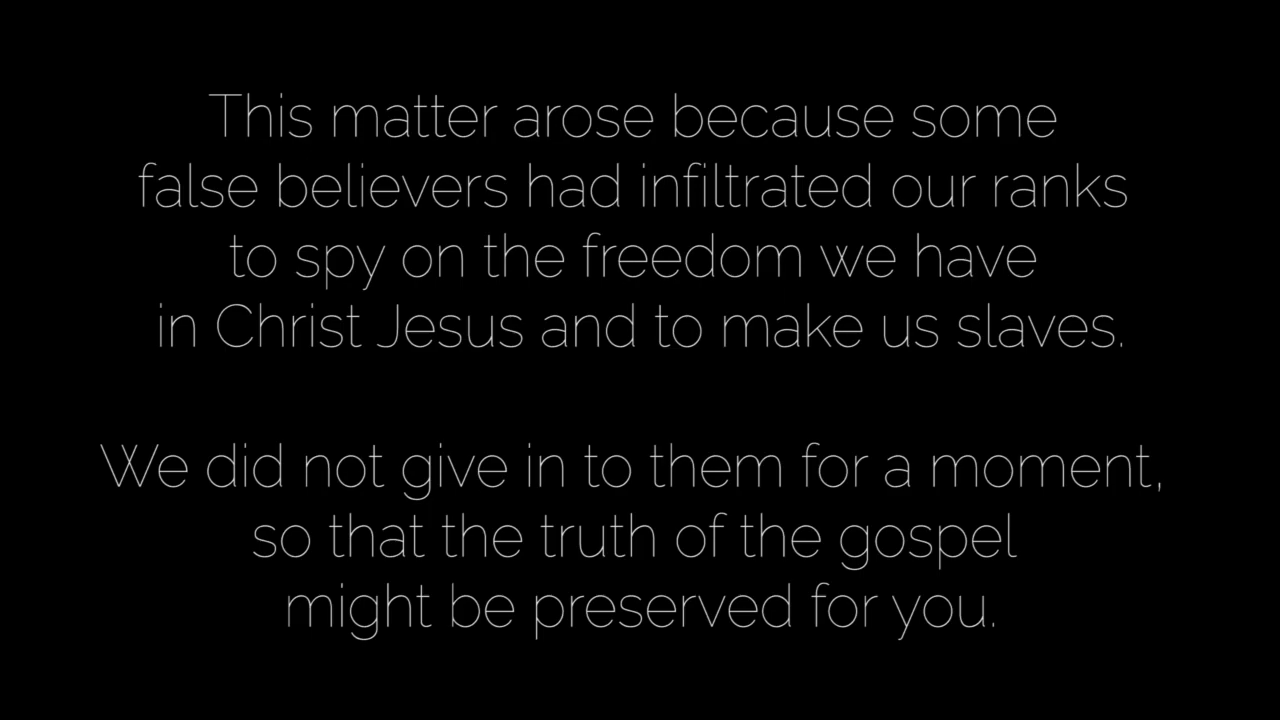 This matter arose because some
false believers had infiltrated our ranks
to spy on the freedom we have
in Christ Jesus and to make us slaves.
We did not give in to them for a moment,
so that the truth of the gospel
might be preserved for you.